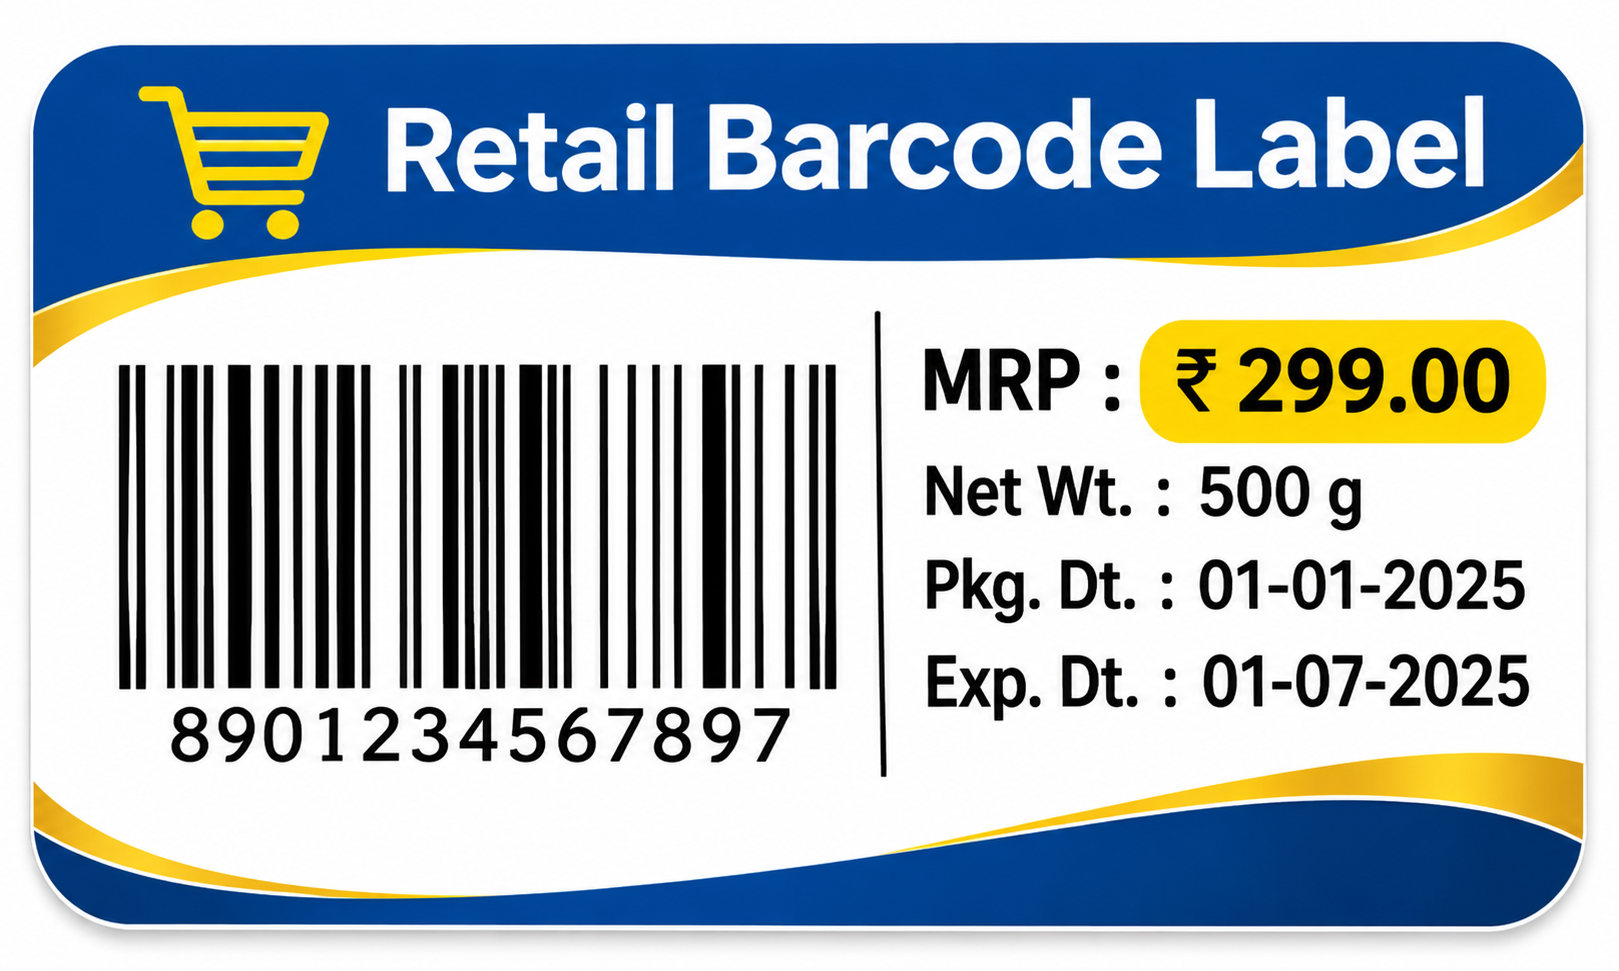 Retail Barcode Label
8901234567897
MRP : ₹ 299.00
Net Wt. : 500 g
Pkg. Dt. : 01-01-2025
Exp. Dt. : 01-07-2025